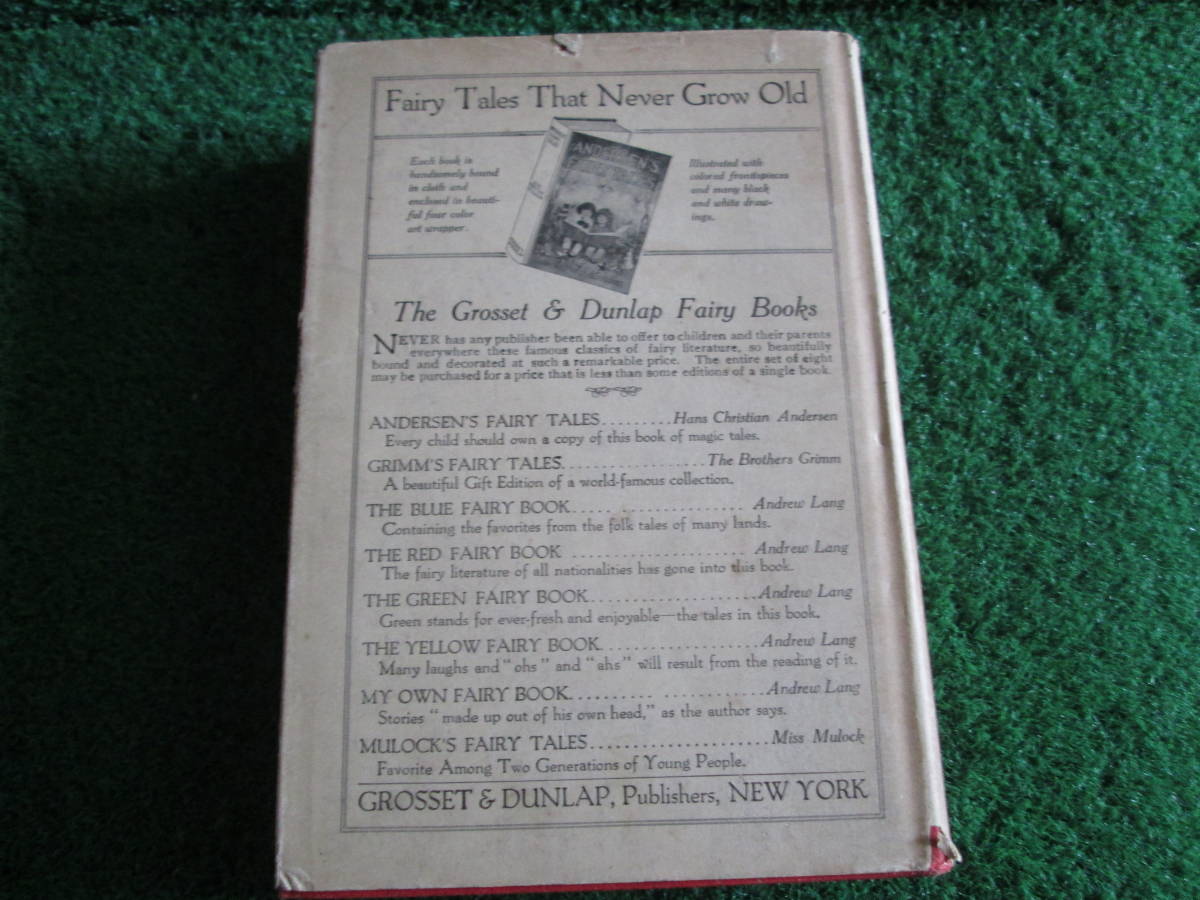 Fairy Tales That Never Grow Old
Each book is
handsomely bound
in cloth and
enclosed in beauti-
ful four color
art wrapper.
ANDERSEN'S
FAIRY TALES
Illustrated with
colored frontispieces
and many black
and white draw-
ings.
The Grosset & Dunlap Fairy Books
NEVER has any publisher been able to offer to children and their parents
everywhere these famous classics of fairy literature, so beautifully
bound and decorated at such a remarkable price. The entire set of eight
may be purchased for a price that is less than some editions of a single book.
ANDERSEN'S FAIRY TALES.........Hans Christian Andersen
Every child should own a copy of this book of magic tales.
GRIMM'S FAIRY TALES.................The Brothers Grimm
A beautiful Gift Edition of a world-famous collection.
THE BLUE FAIRY BOOK..................... Andrew Lang
Containing the favorites from the folk tales of many lands.
THE RED FAIRY BOOK ..................... Andrew Lang
The fairy literature of all nationalities has gone into this book.
THE GREEN FAIRY BOOK....................Andrew Lang
Green stands for ever-fresh and enjoyable—the tales in this book.
THE YELLOW FAIRY BOOK...................Andrew Lang
Many laughs and "ohs" and "ahs" will result from the reading of it.
MY OWN FAIRY BOOK.......... ............Andrew Lang
Stories "made up out of his own head," as the author says.
MULOCK'S FAIRY TALES.....................Miss Mulock
Favorite Among Two Generations of Young People.
GROSSET & DUNLAP, Publishers, NEW YORK